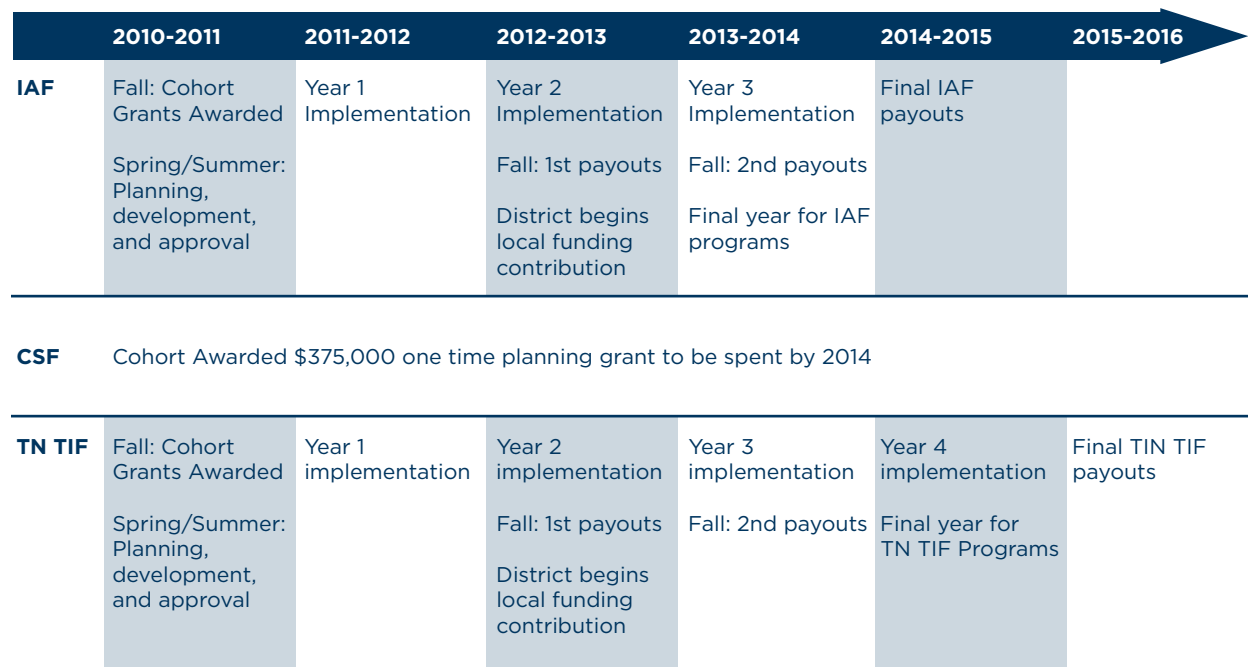 2010-2011 2011-2012 2012-2013 2013-2014 2014-2015 2015-2016
IAF
Fall: Cohort
Grants Awarded
Spring/Summer:
Planning,
development,
and approval
Year 1
Implementation
Year 2
Implementation
Fall: 1st payouts
District begins
local funding
contribution
Year 3
Implementation
Fall: 2nd payouts
Final year for IAF
programs
Final IAF
payouts
CSF Cohort Awarded $375,000 one time planning grant to be spent by 2014
TN TIF
Fall: Cohort
Grants Awarded
Spring/Summer:
Planning,
development,
and approval
Year 1
implementation
Year 2
implementation
Fall: 1st payouts
District begins
local funding
contribution
Year 3
implementation
Fall: 2nd payouts
Year 4
implementation
Final year for
TN TIF Programs
Final TIN TIF
payouts